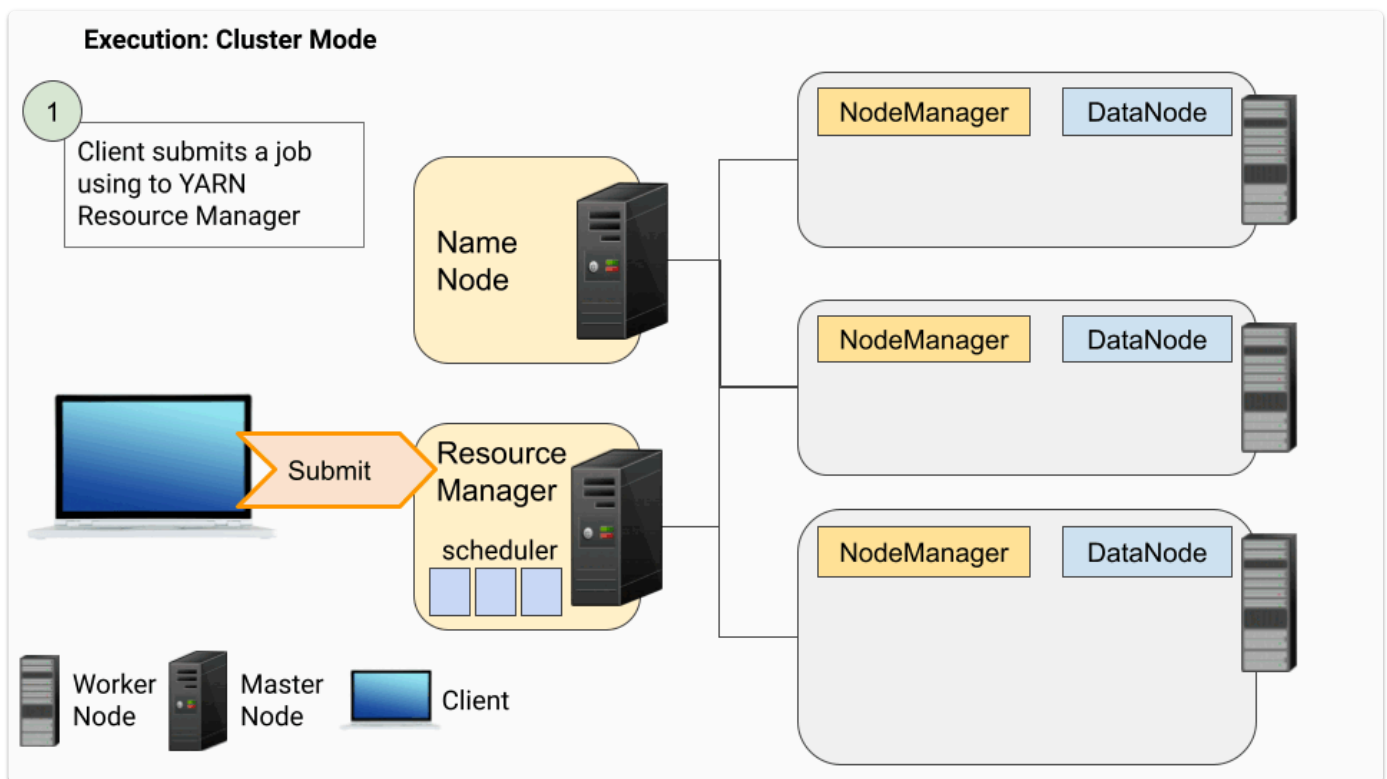 Execution: Cluster Mode
1
Client submits a job
using to YARN
Resource Manager
Name
Node
Submit
Resource
Manager
scheduler
NodeManager
DataNode
NodeManager
DataNode
NodeManager
DataNode
Worker
Node
Master
Node
Client